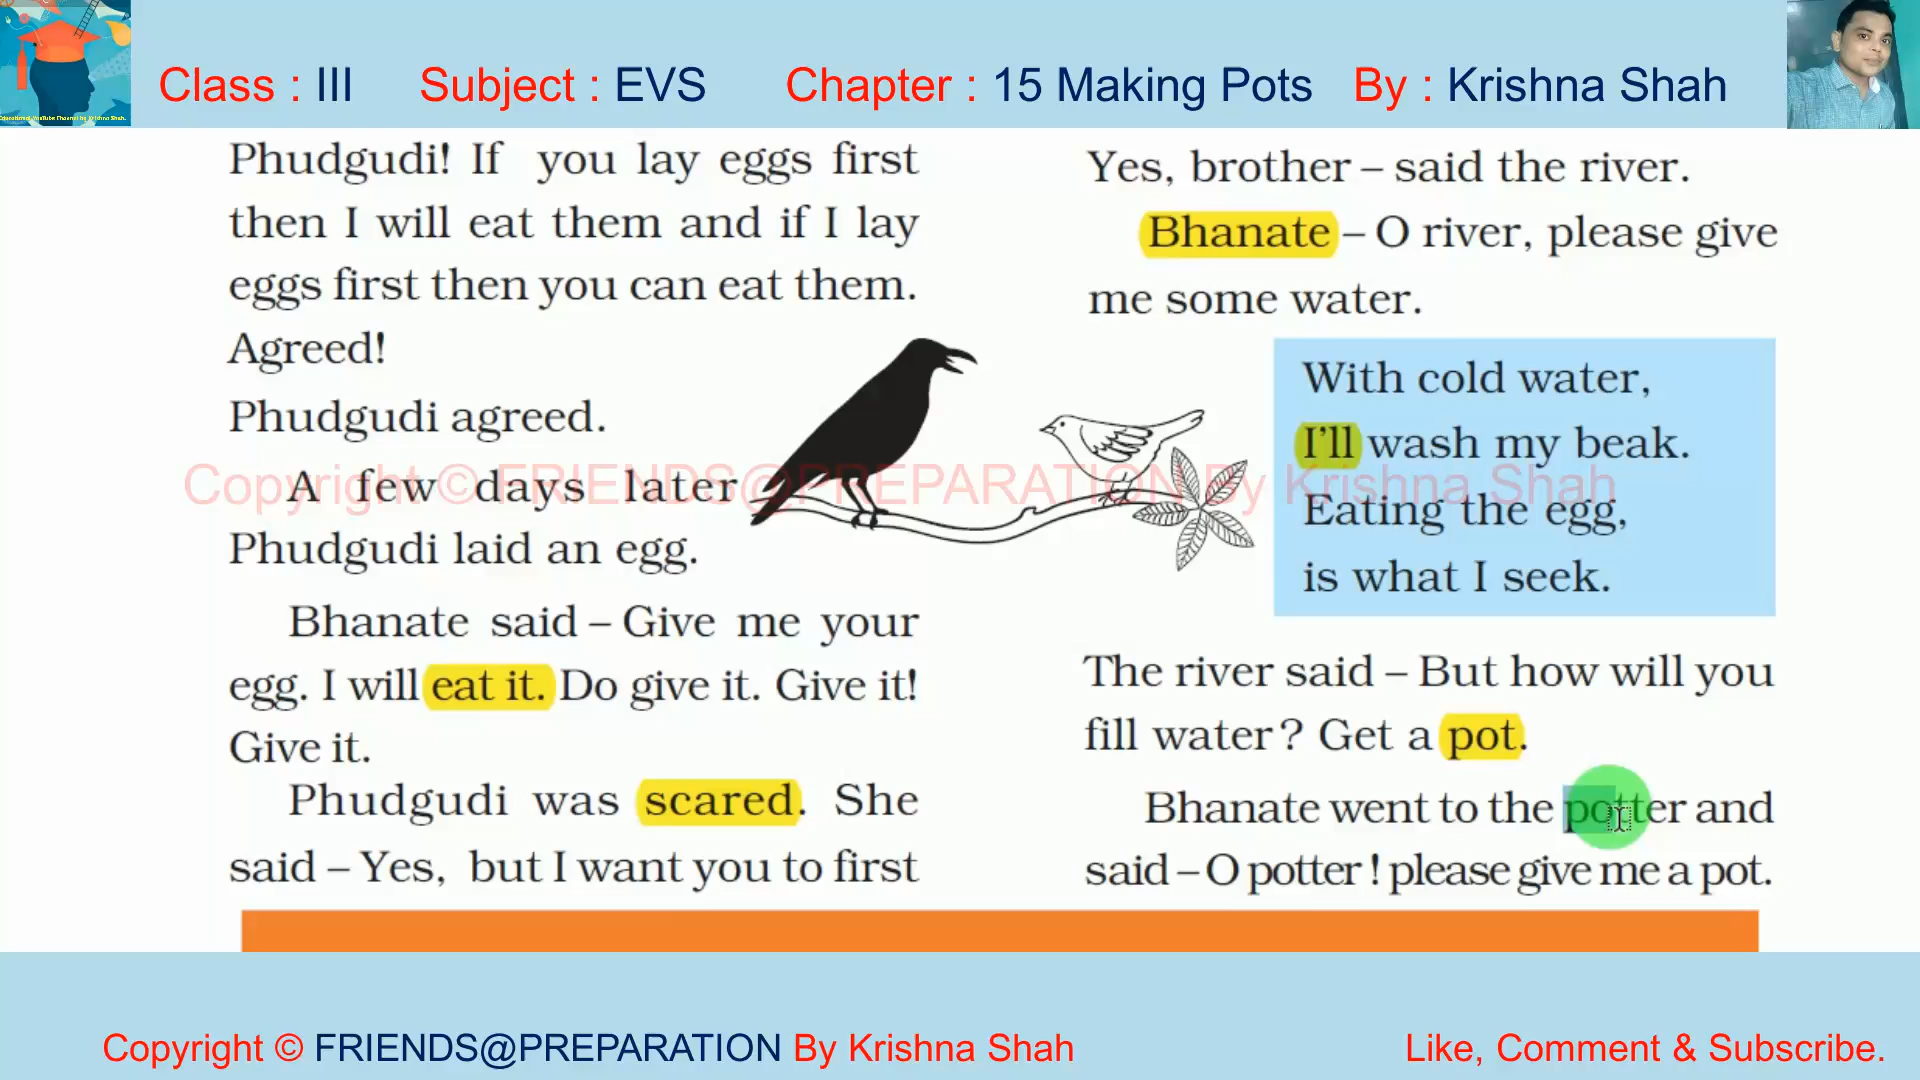 Class : III Subject : EVS Chapter : 15 Making Pots By : Krishna Shah
Phudgudi! If you lay eggs first
then I will eat them and if I lay
eggs first then you can eat them.
Agreed!
Phudgudi agreed.
A few days later
Phudgudi laid an egg.
Bhanate said – Give me your
egg. I will eat it. Do give it. Give it!
Give it.
Phudgudi was scared. She
said – Yes, but I want you to first
Yes, brother – said the river.
Bhanate – O river, please give
me some water.
With cold water,
I'll wash my beak.
Eating the egg,
is what I seek.
The river said – But how will you
fill water? Get a pot.
Bhanate went to the potter and
said – O potter! please give me a pot.
Copyright © FRIENDS@PREPARATION By Krishna Shah
Copyright © FRIENDS@PREPARATION By Krishna Shah
Like, Comment & Subscribe.